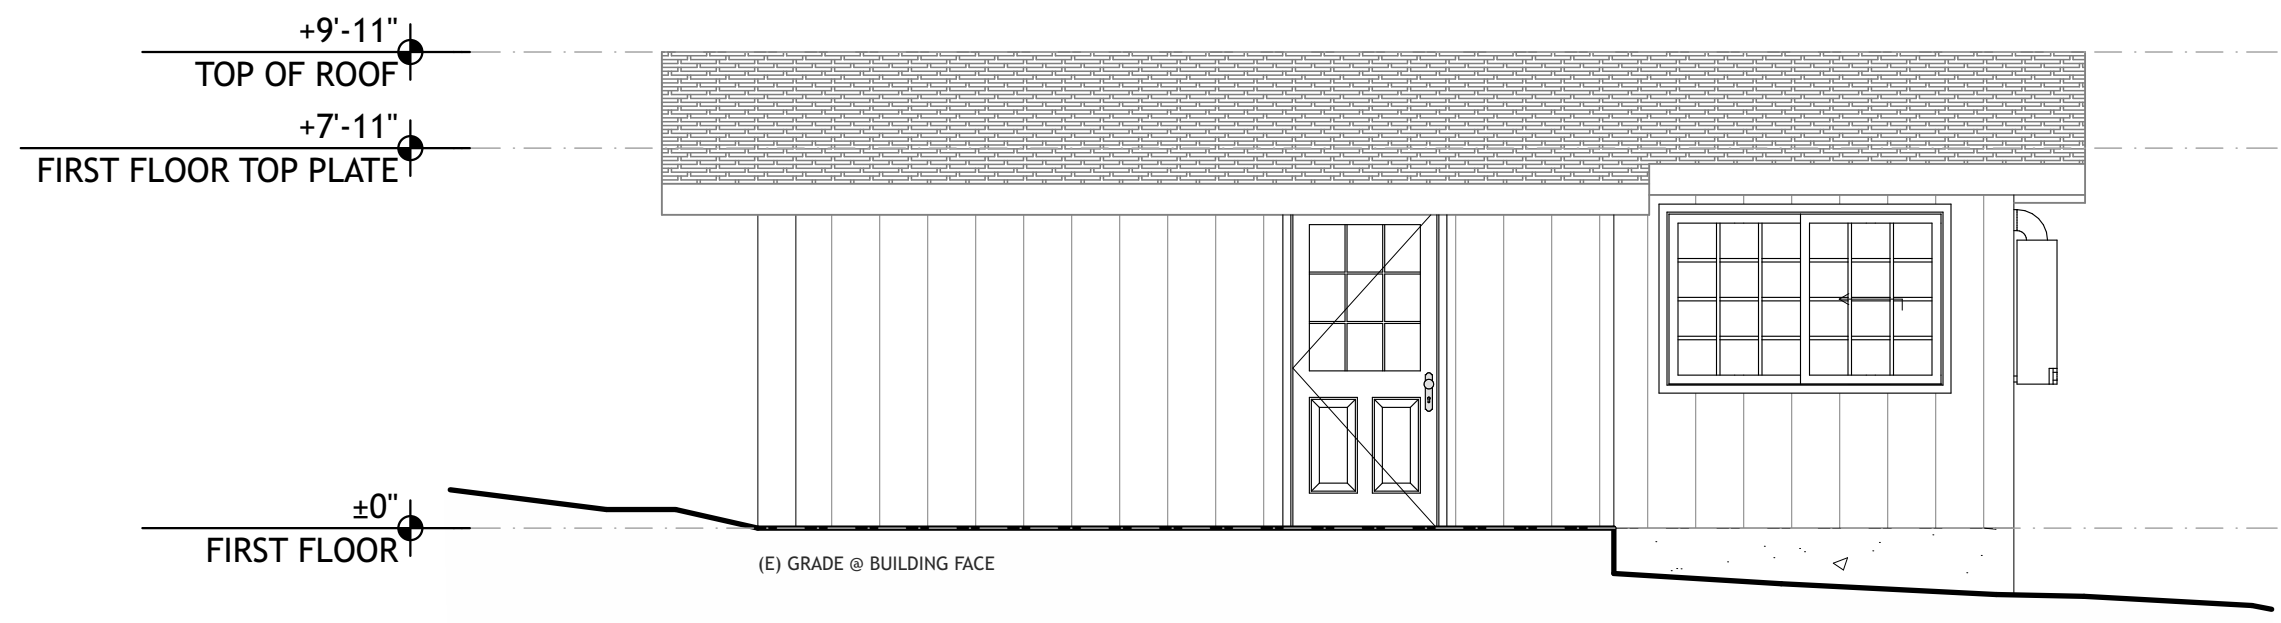 +9'-11"
TOP OF ROOF
+7'-11"
FIRST FLOOR TOP PLATE
±0"
FIRST FLOOR
(E) GRADE @ BUILDING FACE